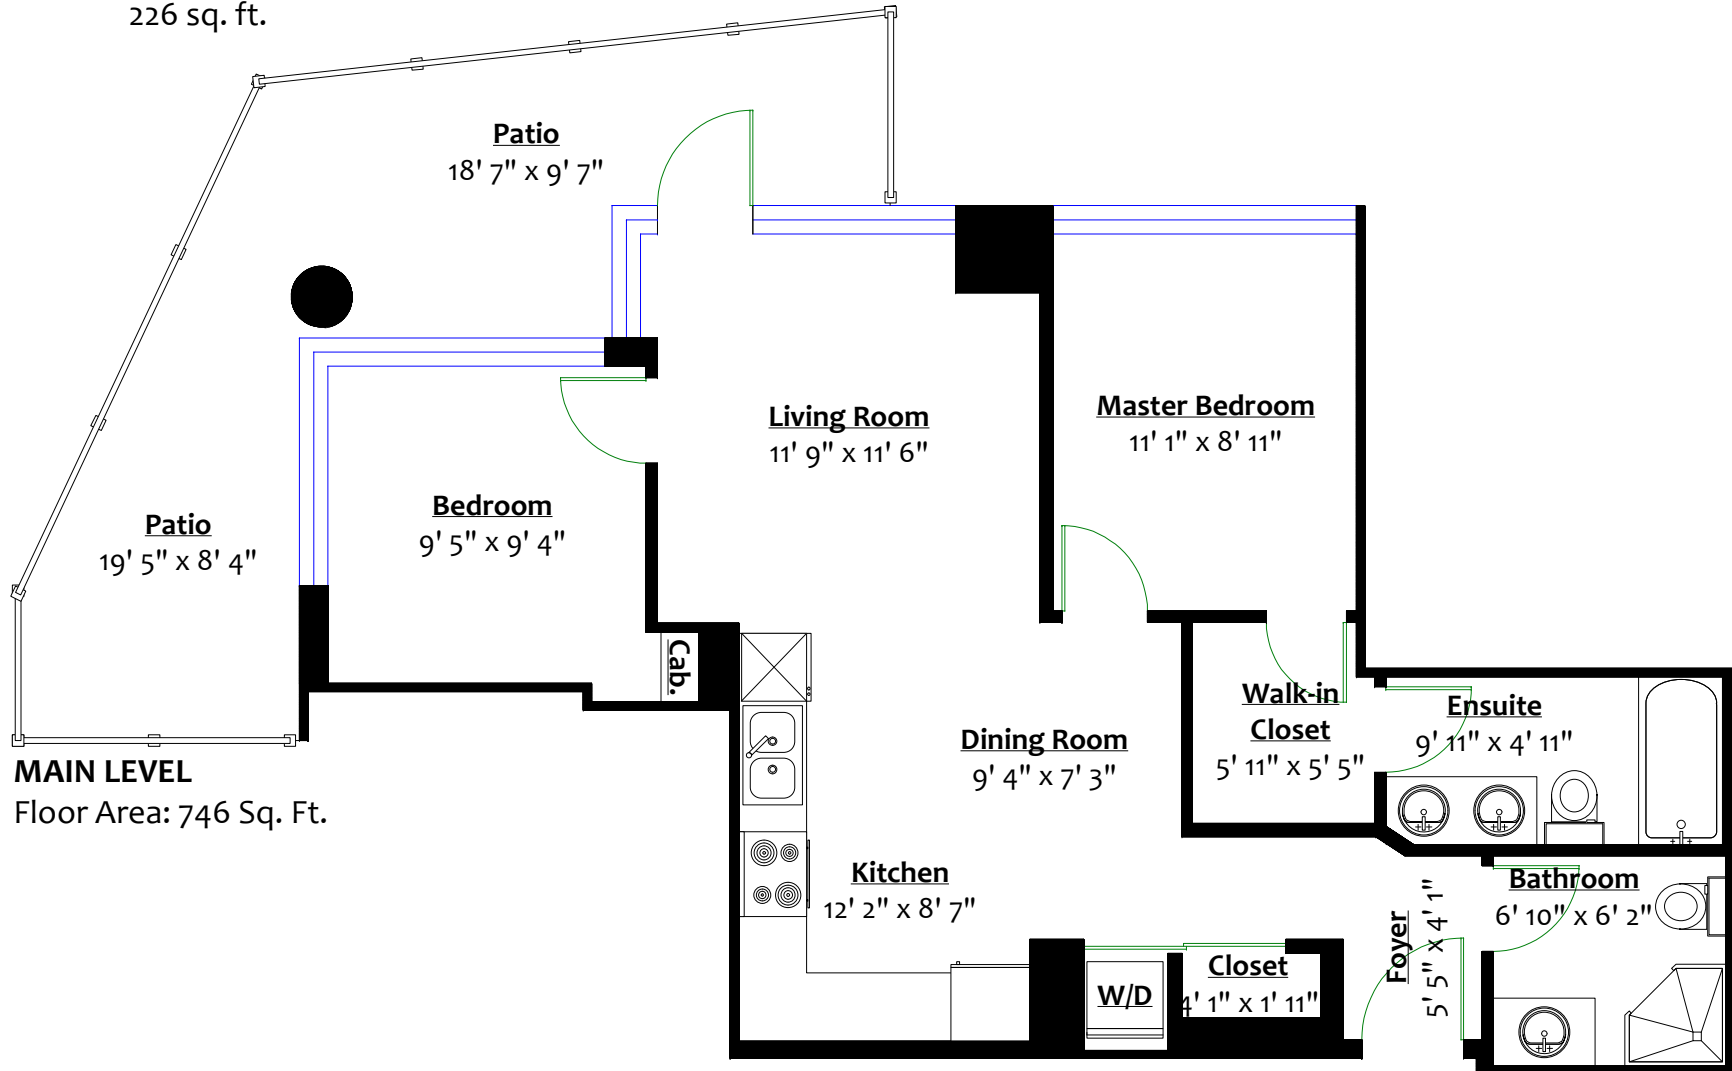 226 sq. ft.
Patio
18' 7" x 9' 7"
Living Room
11' 9" x 11' 6"
Master Bedroom
11' 1" x 8' 11"
Bedroom
9' 5" x 9' 4"
Patio
19' 5" x 8' 4"
Cab.
Walk-in
Closet
5' 11" x 5' 5"
Ensuite
9' 11" x 4' 11"
Dining Room
9' 4" x 7' 3"
MAIN LEVEL
Floor Area: 746 Sq. Ft.
Kitchen
12' 2" x 8' 7"
Foyer
5' 5" x 4' 1"
Bathroom
6' 10" x 6' 2"
Closet
4' 1" x 1' 11"
W/D